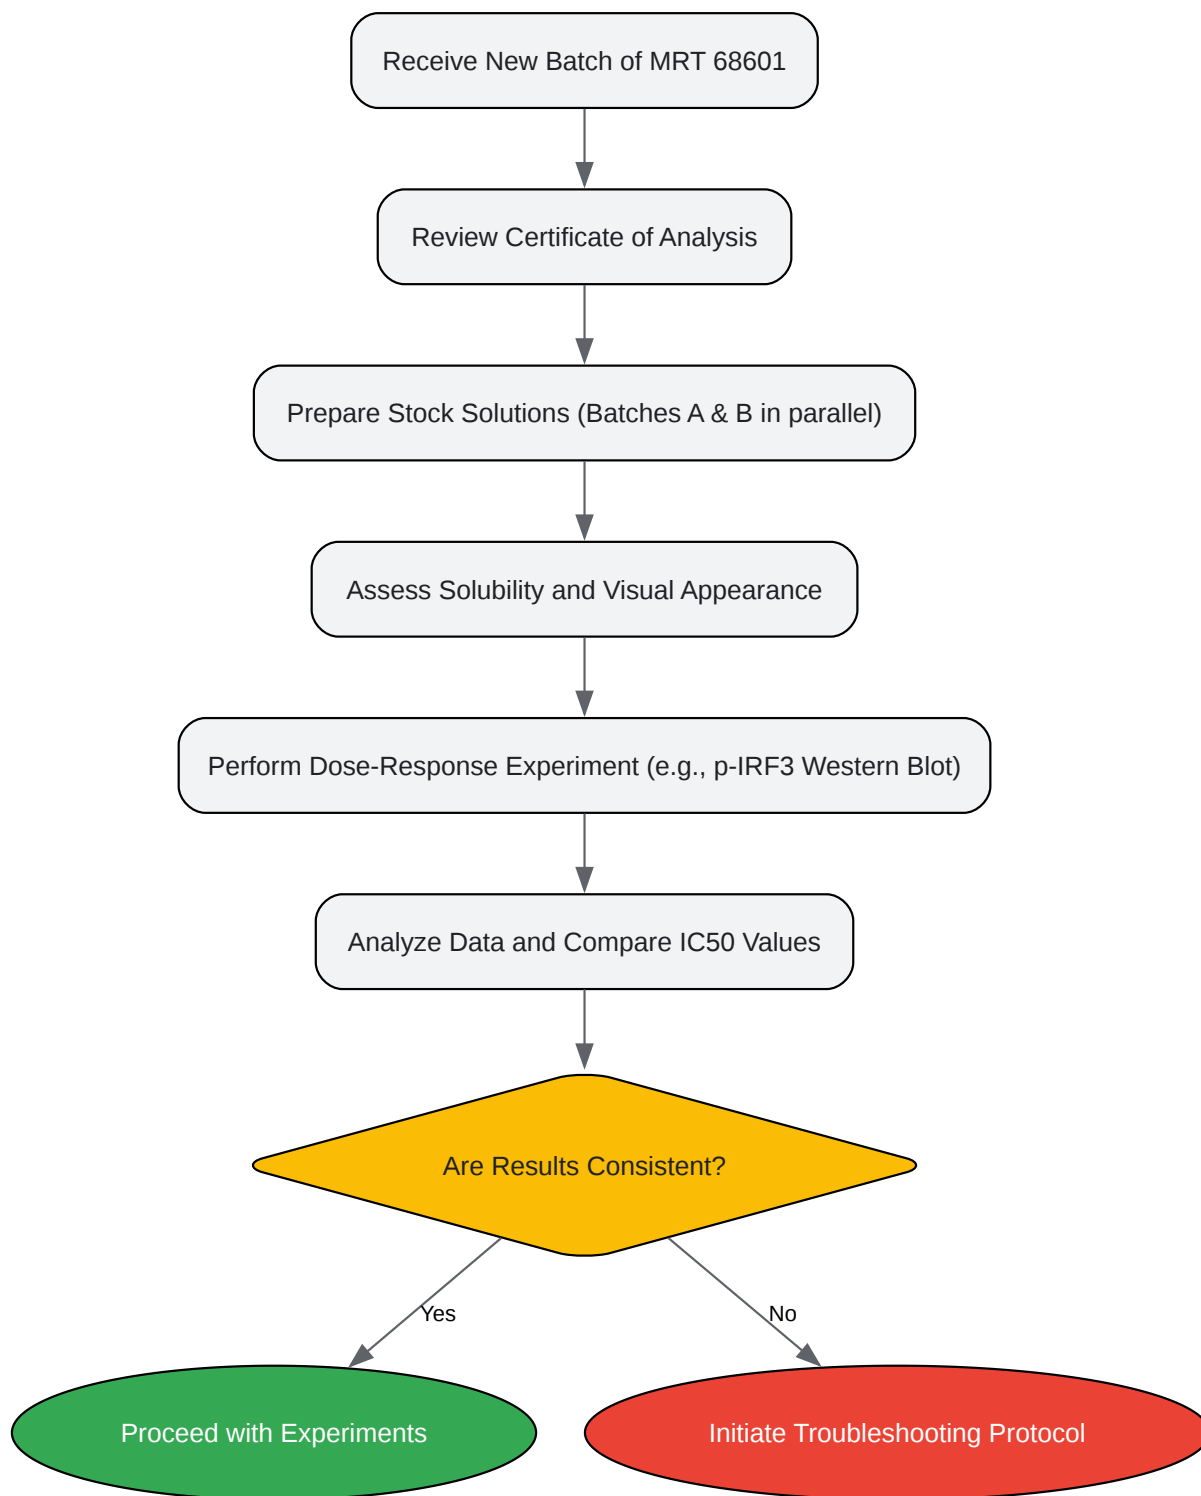 Receive New Batch of MRT 68601
Review Certificate of Analysis
Prepare Stock Solutions (Batches A & B in parallel)
Assess Solubility and Visual Appearance
Perform Dose-Response Experiment (e.g., p-IRF3 Western Blot)
Analyze Data and Compare IC50 Values
Are Results Consistent?
Yes
No
Proceed with Experiments
Initiate Troubleshooting Protocol